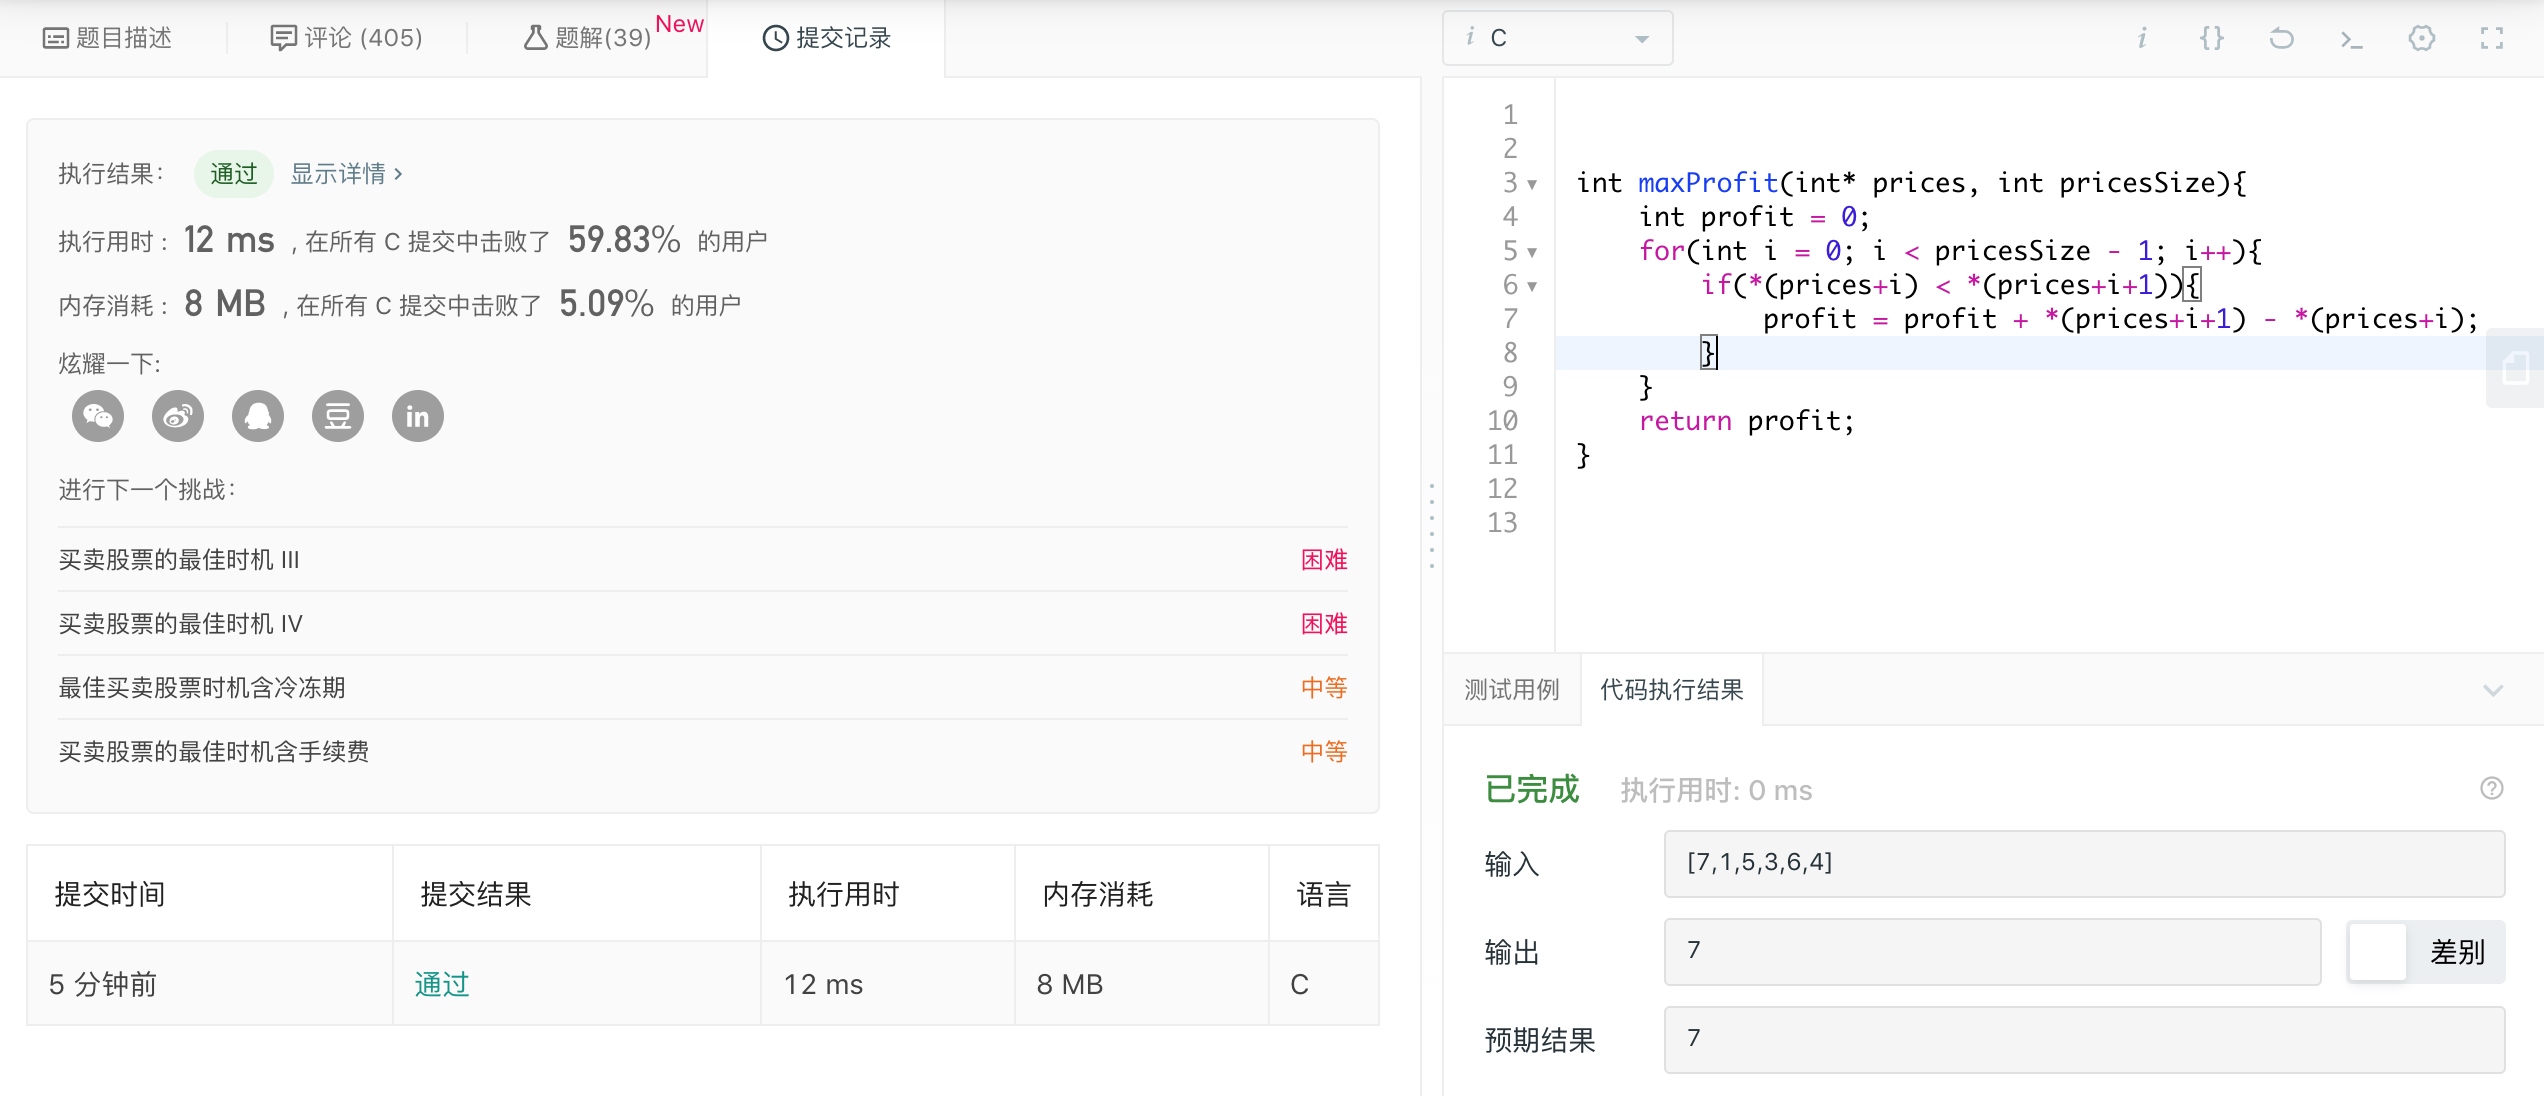 题目描述
评论 (405)
题解(39)
New
提交记录
执行结果：
通过
显示详情 ›
执行用时 : 12 ms , 在所有 C 提交中击败了 59.83% 的用户
内存消耗 : 8 MB , 在所有 C 提交中击败了 5.09% 的用户
炫耀一下:
in
进行下一个挑战：
买卖股票的最佳时机 III 困难
买卖股票的最佳时机 IV 困难
最佳买卖股票时机含冷冻期 中等
买卖股票的最佳时机含手续费 中等
提交时间 提交结果 执行用时 内存消耗 语言
5 分钟前 通过 12 ms 8 MB C
i C
i {}
1
2
3 int maxProfit(int* prices, int pricesSize){
4 int profit = 0;
5 for(int i = 0; i < pricesSize - 1; i++){
6 if(*(prices+i) < *(prices+i+1)){
7 profit = profit + *(prices+i+1) - *(prices+i);
8 }
9 }
10 return profit;
11 }
12
13
测试用例
代码执行结果
已完成 执行用时: 0 ms
输入 [7,1,5,3,6,4]
输出 7 差别
预期结果 7